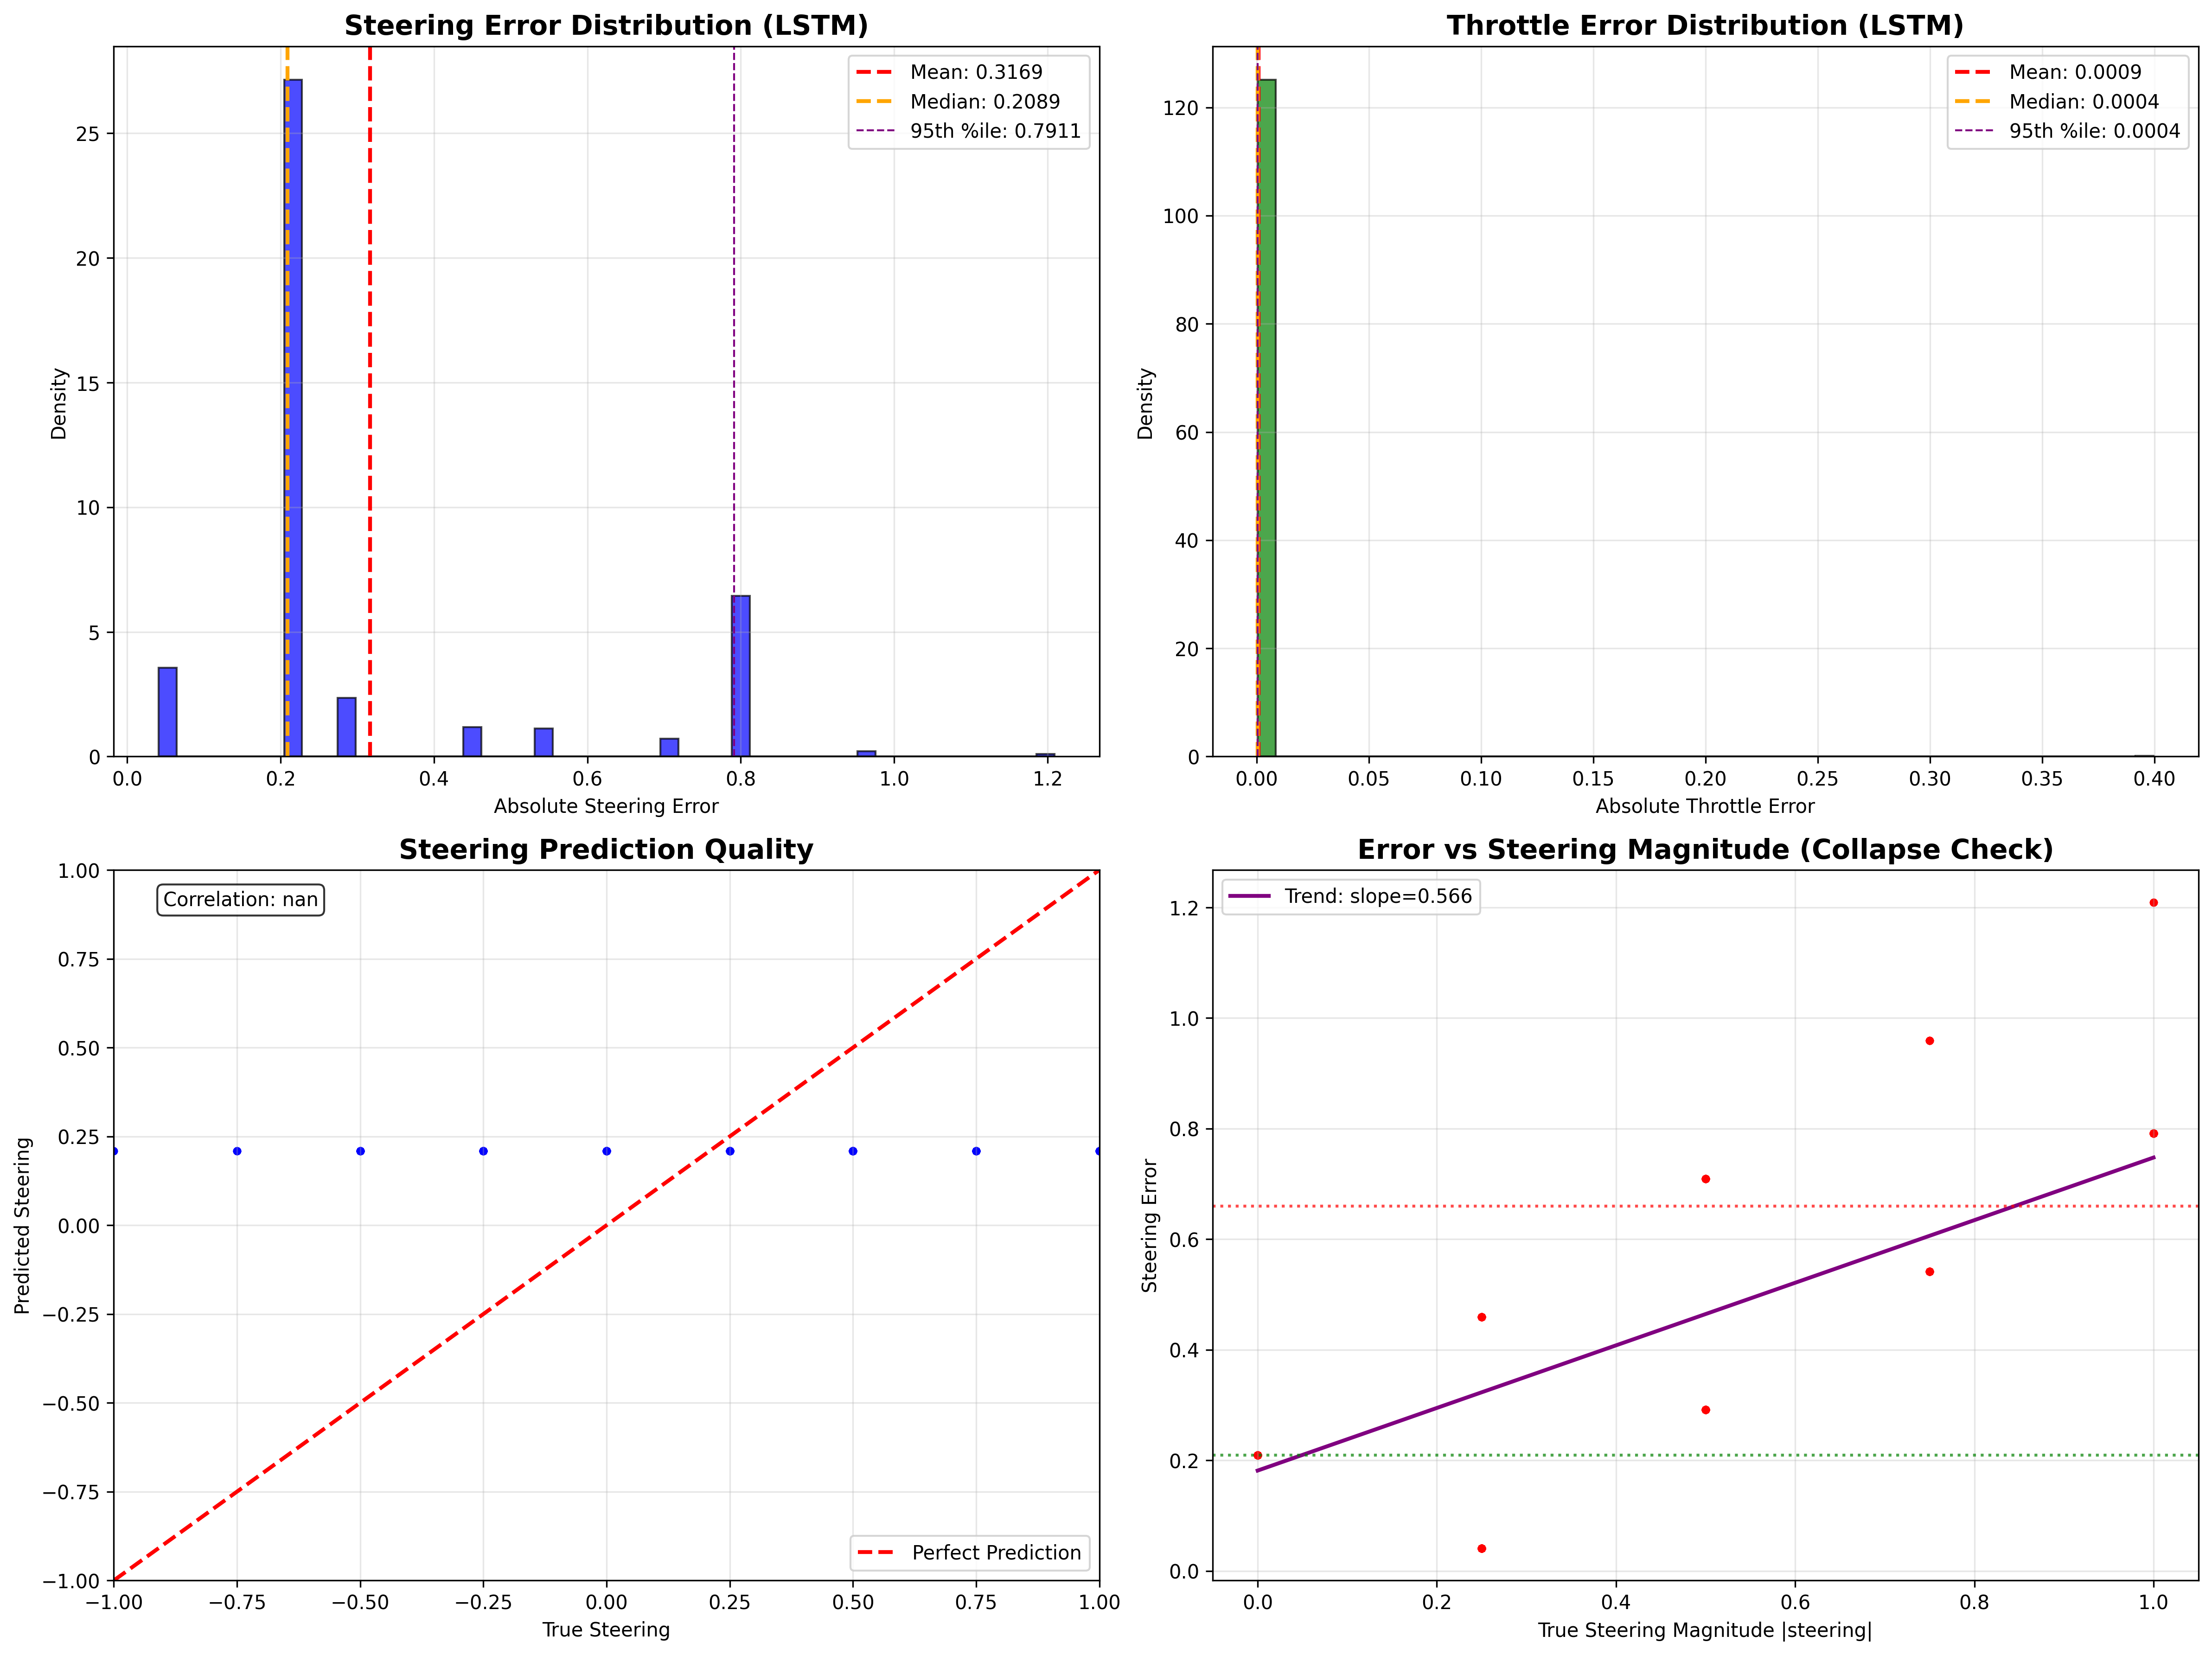 Steering Error Distribution (LSTM)
Mean: 0.3169
Median: 0.2089
95th %ile: 0.7911
Density
25
20
15
10
5
0
0.0 0.2 0.4 0.6 0.8 1.0 1.2
Absolute Steering Error
Throttle Error Distribution (LSTM)
Mean: 0.0009
Median: 0.0004
95th %ile: 0.0004
Density
120
100
80
60
40
20
0
0.00 0.05 0.10 0.15 0.20 0.25 0.30 0.35 0.40
Absolute Throttle Error
Steering Prediction Quality
Correlation: nan
Predicted Steering
1.00
0.75
0.50
0.25
0.00
−0.25
−0.50
−0.75
−1.00
Perfect Prediction
−1.00 −0.75 −0.50 −0.25 0.00 0.25 0.50 0.75 1.00
True Steering
Error vs Steering Magnitude (Collapse Check)
Trend: slope=0.566
Steering Error
1.2
1.0
0.8
0.6
0.4
0.2
0.0
0.0 0.2 0.4 0.6 0.8 1.0
True Steering Magnitude |steering|